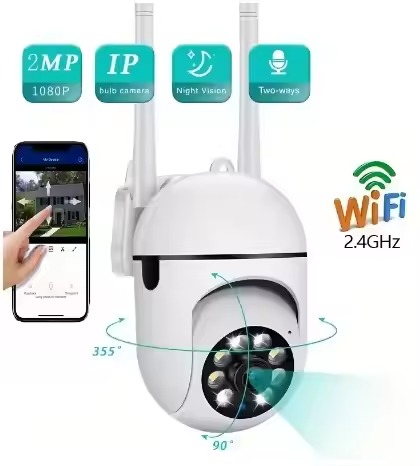 2MP
1080P
IP
bulb camera
Night Vision
Two-ways
WiFi
2.4GHz
355°
90°